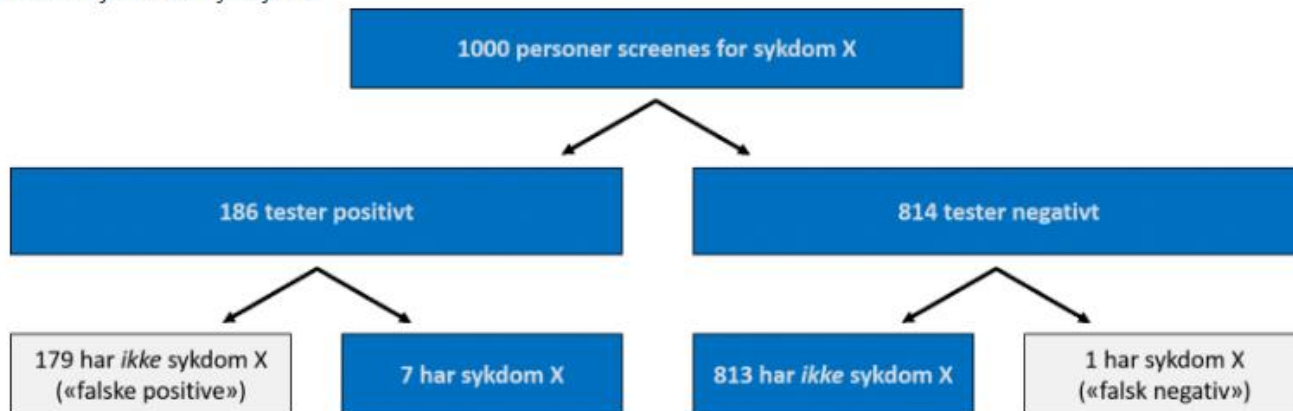 1000 personer screenes for sykdom X
186 tester positivt
814 tester negativt
179 har ikke sykdom X
(«falske positive»)
7 har sykdom X
813 har ikke sykdom X
1 har sykdom X
(«falsk negativ»)